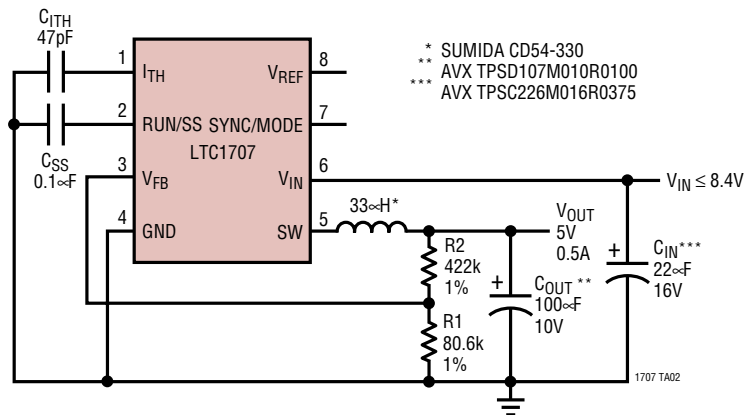 C_ITH
47pF
* SUMIDA CD54-330
** AVX TPSD107M010R0100
*** AVX TPSC226M016R0375
1
I_TH
V_REF
8
2
RUN/SS
SYNC/MODE
7
LTC1707
C_SS
0.1∝F
3
V_FB
V_IN
6
V_IN ≤ 8.4V
4
GND
SW
5
33∝H*
V_OUT
5V
0.5A
R2
422k
1%
+
C_OUT**
100∝F
10V
+
C_IN***
22∝F
16V
R1
80.6k
1%
1707 TA02